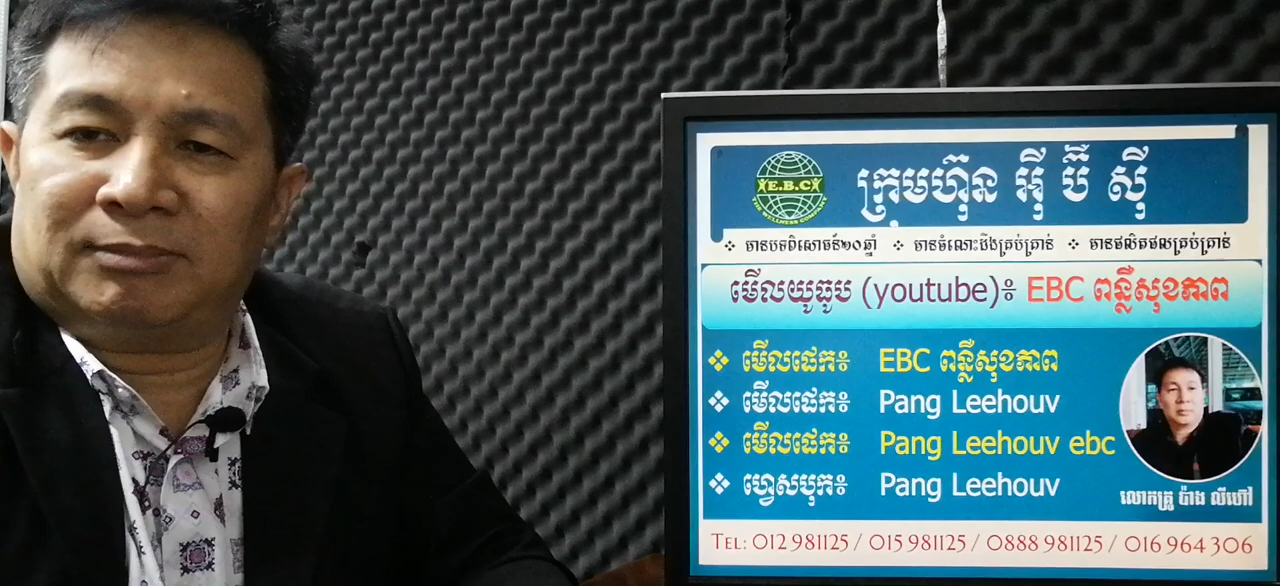 E.B.C
THE WELLNESS COMPANY
ក្រុមហ៊ុន អ៊ី ប៊ី ស៊ី
❖ មានបទពិសោធន៍២០ឆ្នាំ ❖ មានចំណេះដឹងគ្រប់គ្រាន់ ❖ មានផលិតផលគ្រប់គ្រាន់
មើលយូធូប (youtube)៖ EBC ពន្លឺសុខភាព
❖ មើលផេក៖ EBC ពន្លឺសុខភាព
❖ មើលផេក៖ Pang Leehouv
❖ មើលផេក៖ Pang Leehouv ebc
❖ ហ្វេសបុក៖ Pang Leehouv
លោកគ្រូ ប៉ាង លីហៅ
TEL: 012 981125 / 015 981125 / 0888 981125 / 016 964 306